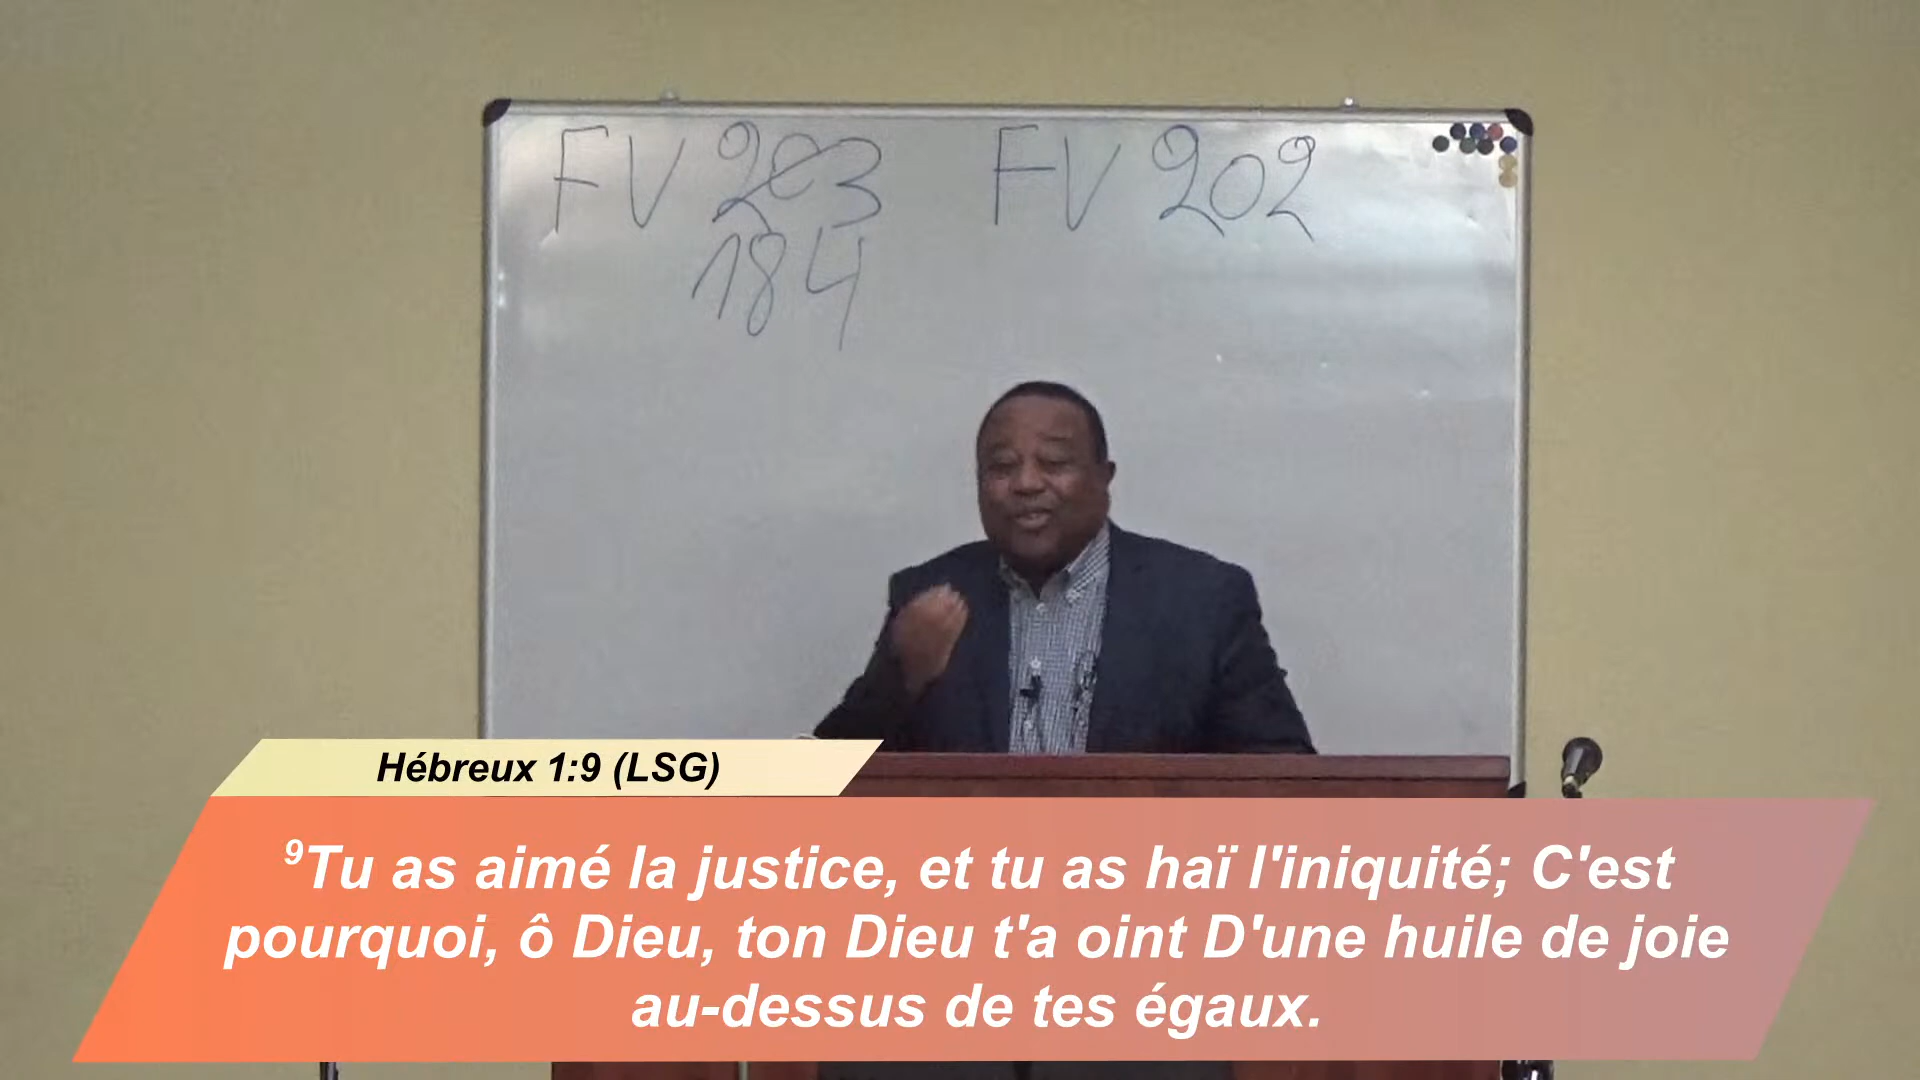 FV 203 FV 202
184
Hébreux 1:9 (LSG)
9Tu as aimé la justice, et tu as haï l'iniquité; C'est
pourquoi, ô Dieu, ton Dieu t'a oint D'une huile de joie
au-dessus de tes égaux.